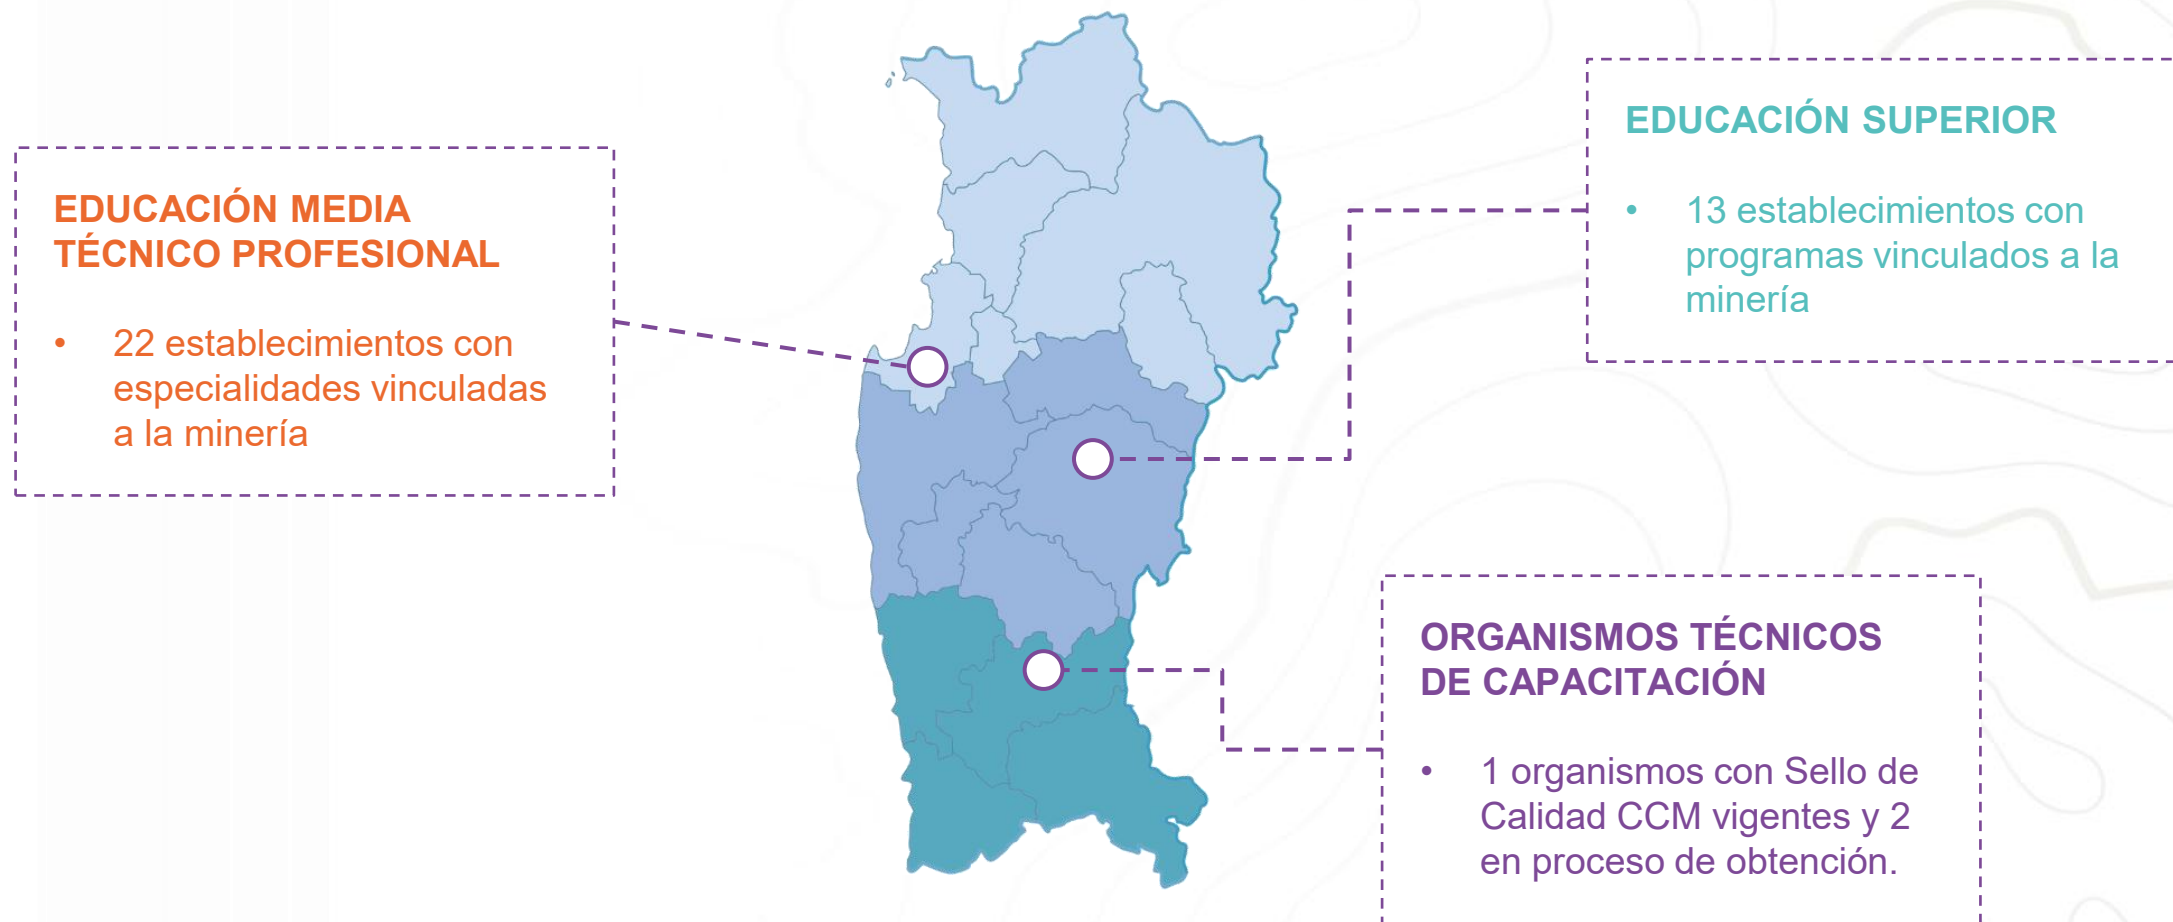 EDUCACIÓN MEDIA
TÉCNICO PROFESIONAL
• 22 establecimientos con
especialidades vinculadas
a la minería
EDUCACIÓN SUPERIOR
• 13 establecimientos con
programas vinculados a la
minería
ORGANISMOS TÉCNICOS
DE CAPACITACIÓN
• 1 organismos con Sello de
Calidad CCM vigentes y 2
en proceso de obtención.